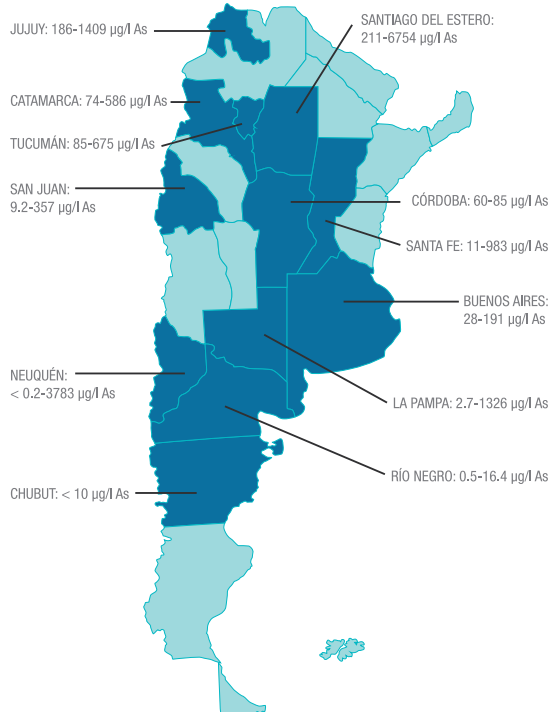 JUJUY: 186-1409 µg/l As
SANTIAGO DEL ESTERO:
211-6754 µg/l As
CATAMARCA: 74-586 µg/l As
TUCUMÁN: 85-675 µg/l As
SAN JUAN:
9.2-357 µg/l As
CÓRDOBA: 60-85 µg/l As
SANTA FE: 11-983 µg/l As
BUENOS AIRES:
28-191 µg/l As
NEUQUÉN:
< 0.2-3783 µg/l As
LA PAMPA: 2.7-1326 µg/l As
RÍO NEGRO: 0.5-16.4 µg/l As
CHUBUT: < 10 µg/l As